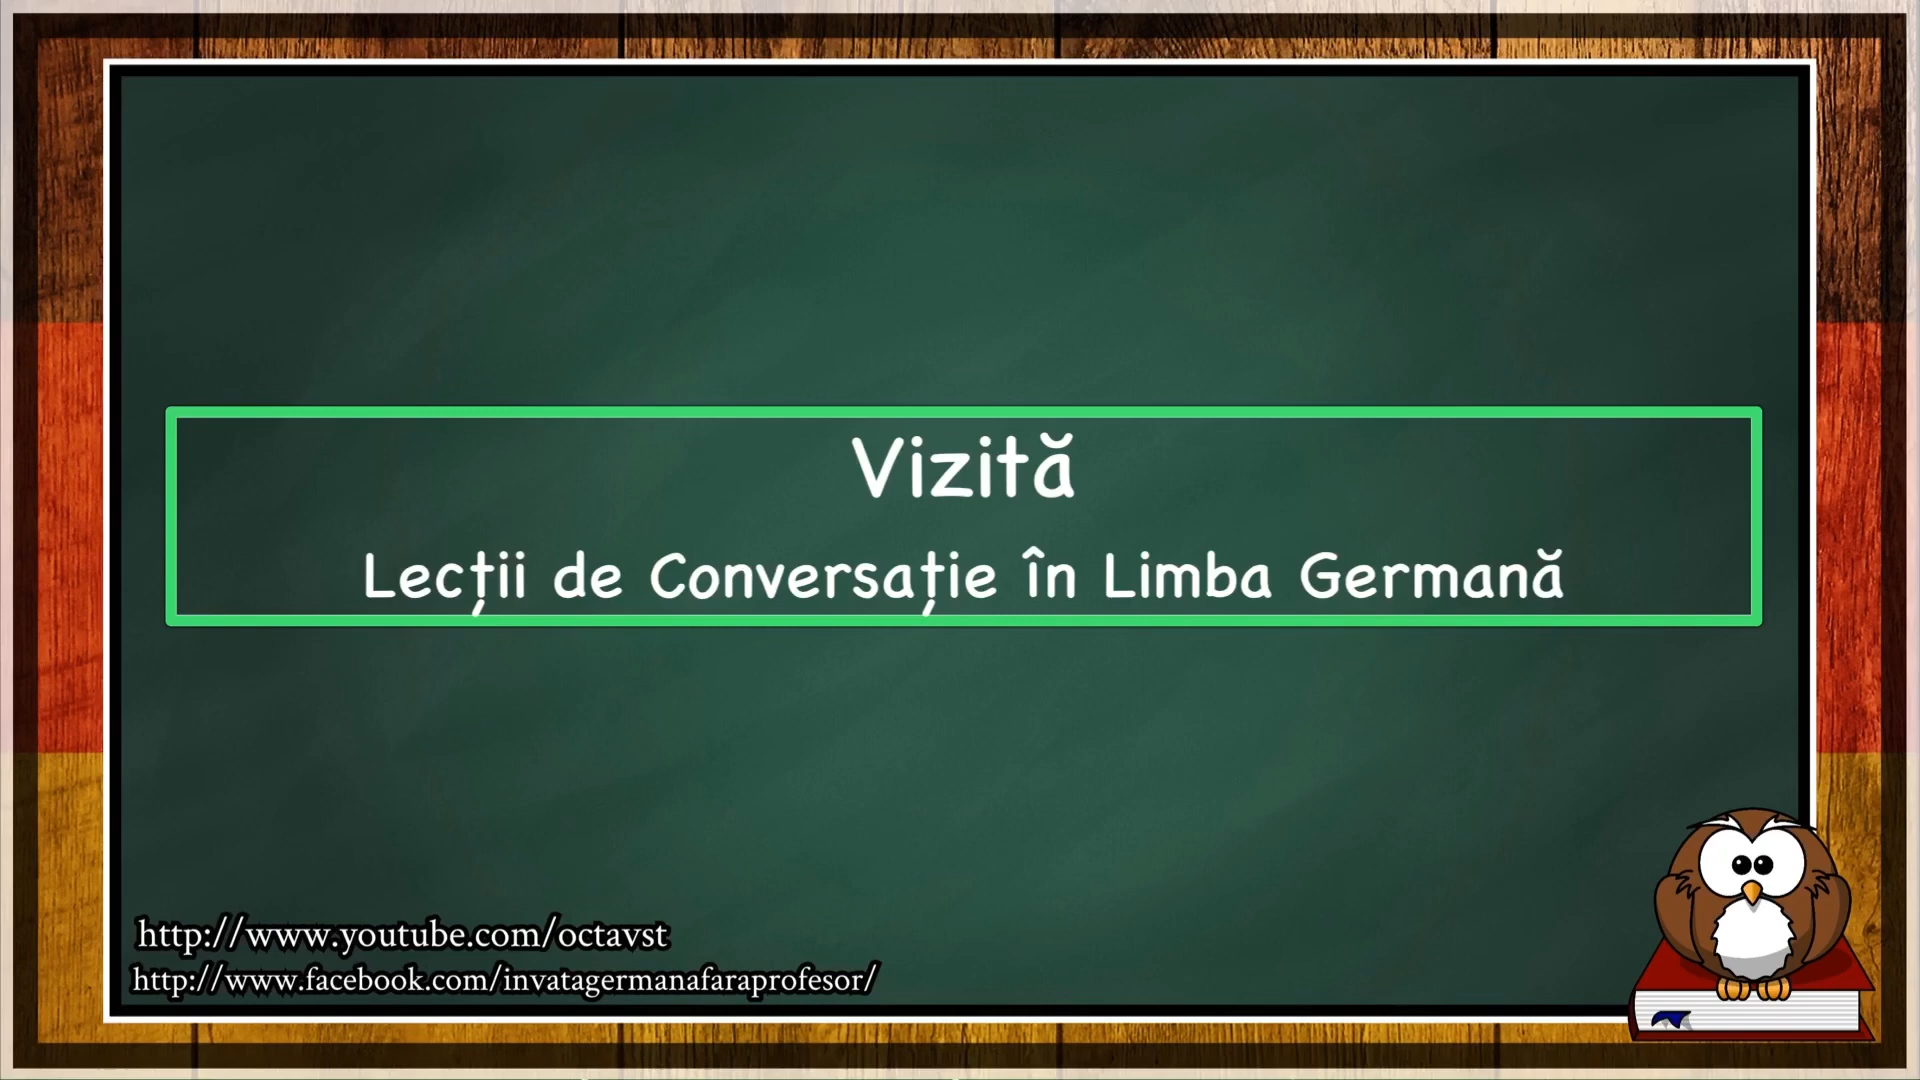 Vizită
Lecții de Conversație în Limba Germană
http://www.youtube.com/octavst
http://www.facebook.com/invatagermanafaraprofesor/